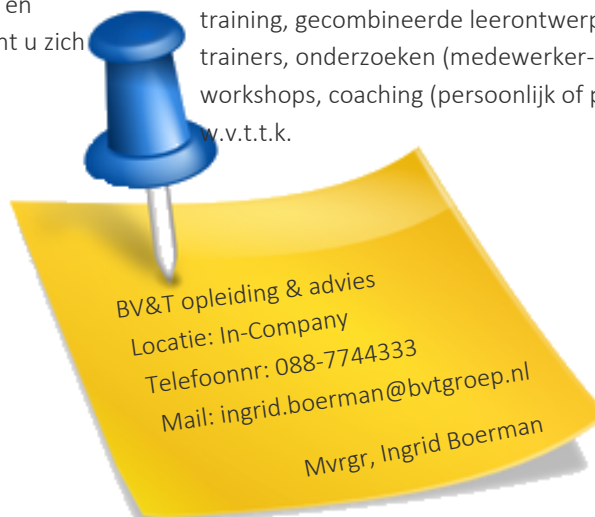 en
nt u zich
training, gecombineerde leerontwerp
trainers, onderzoeken (medewerker-
workshops, coaching (persoonlijk of p
w.v.t.t.k.
BV&T opleiding & advies
Locatie: In-Company
Telefoonnr: 088-7744333
Mail: ingrid.boerman@bvtgroep.nl
Mvrgr, Ingrid Boerman